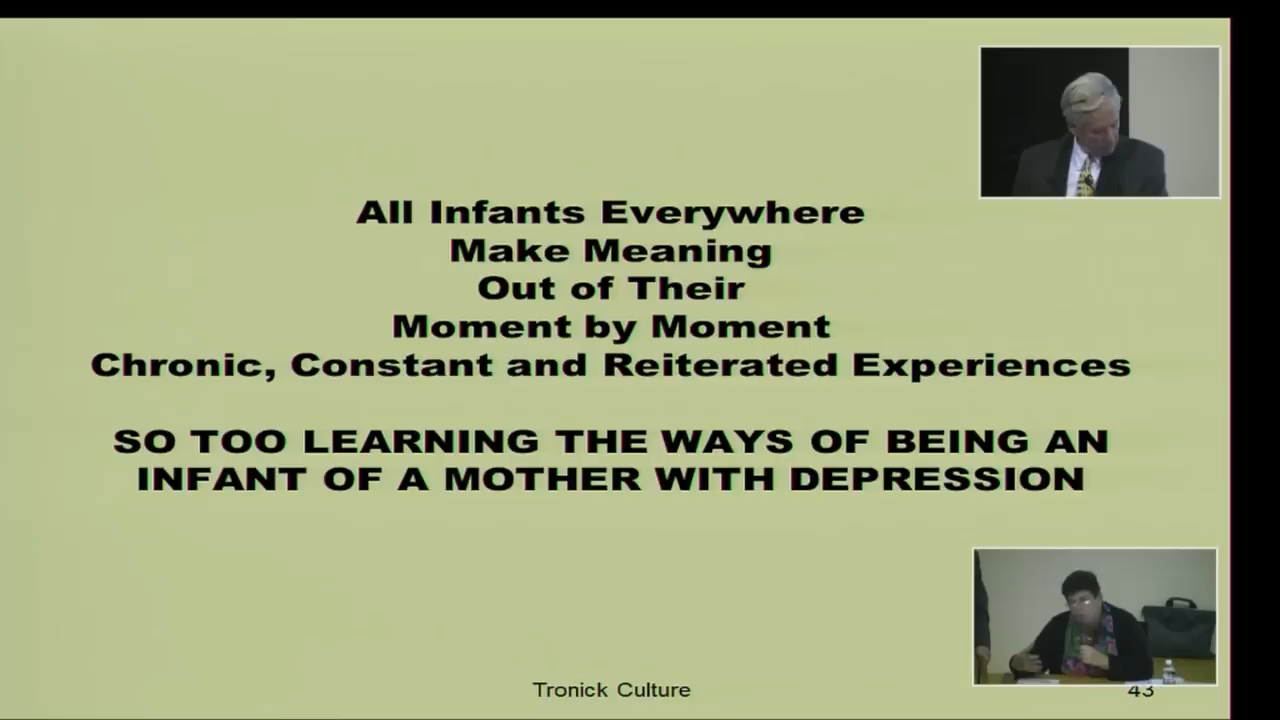 All Infants Everywhere
Make Meaning
Out of Their
Moment by Moment
Chronic, Constant and Reiterated Experiences
SO TOO LEARNING THE WAYS OF BEING AN
INFANT OF A MOTHER WITH DEPRESSION
Tronick Culture
43